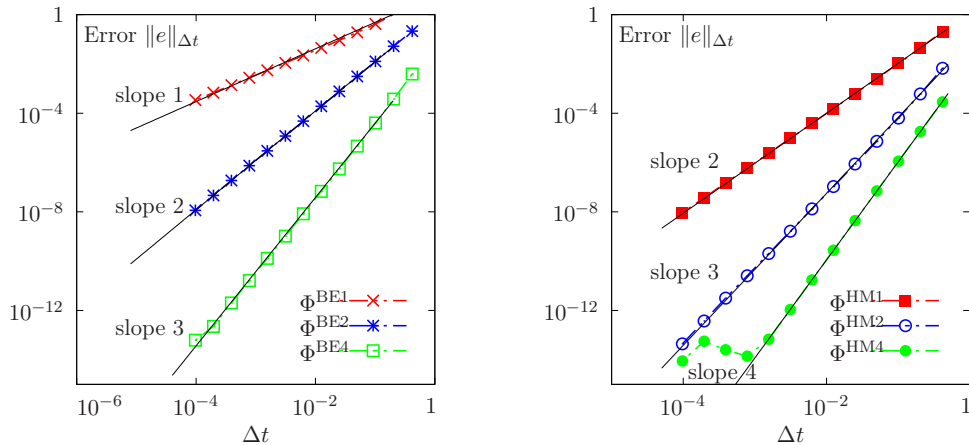 Error ‖e‖Δt
1
10−4
10−8
10−12
slope 1
slope 2
slope 3
ΦBE1
ΦBE2
ΦBE4
10−6
10−4
10−2
1
Δt
Error ‖e‖Δt
1
10−4
10−8
10−12
slope 2
slope 3
slope 4
ΦHM1
ΦHM2
ΦHM4
10−4
10−2
1
Δt